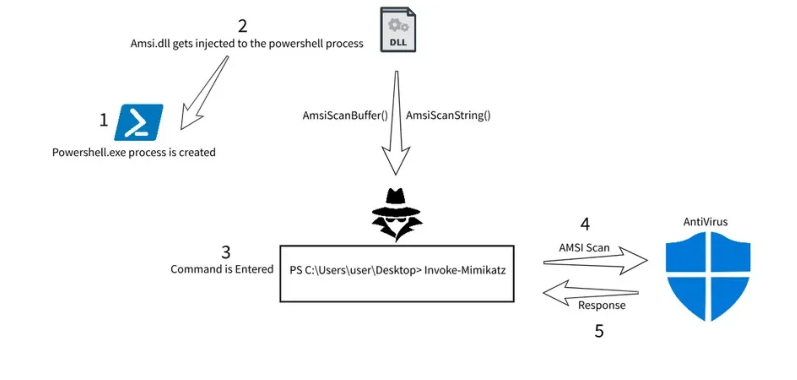 2
Amsi.dll gets injected to the powershell process
DLL
1
Powershell.exe process is created
AmsiScanBuffer()
AmsiScanString()
3
Command is Entered
PS C:\Users\user\Desktop> Invoke-Mimikatz
4
AMSI Scan
AntiVirus
Response
5